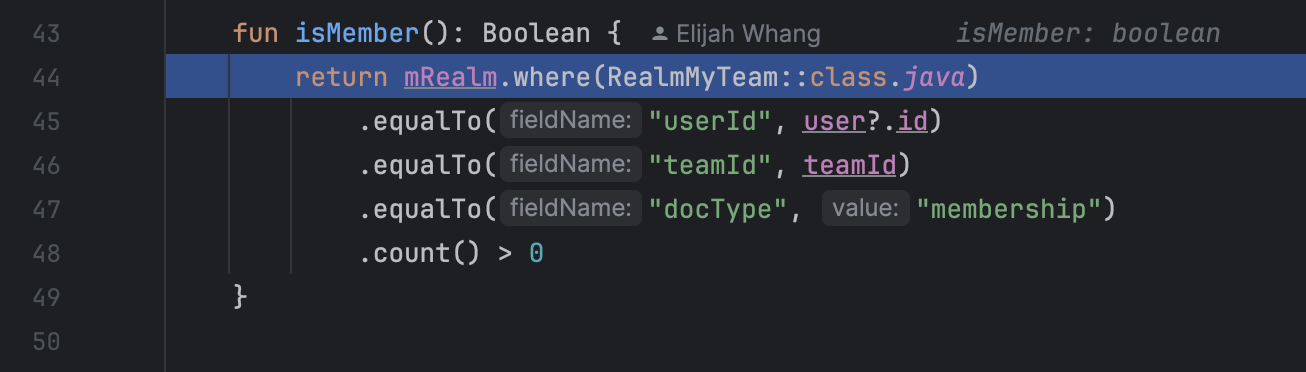 43 fun isMember(): Boolean { Elijah Whang isMember: boolean
44 return mRealm.where(RealmMyTeam::class.java)
45 .equalTo( fieldName: "userId", user?.id)
46 .equalTo( fieldName: "teamId", teamId)
47 .equalTo( fieldName: "docType", value: "membership")
48 .count() > 0
49 }
50